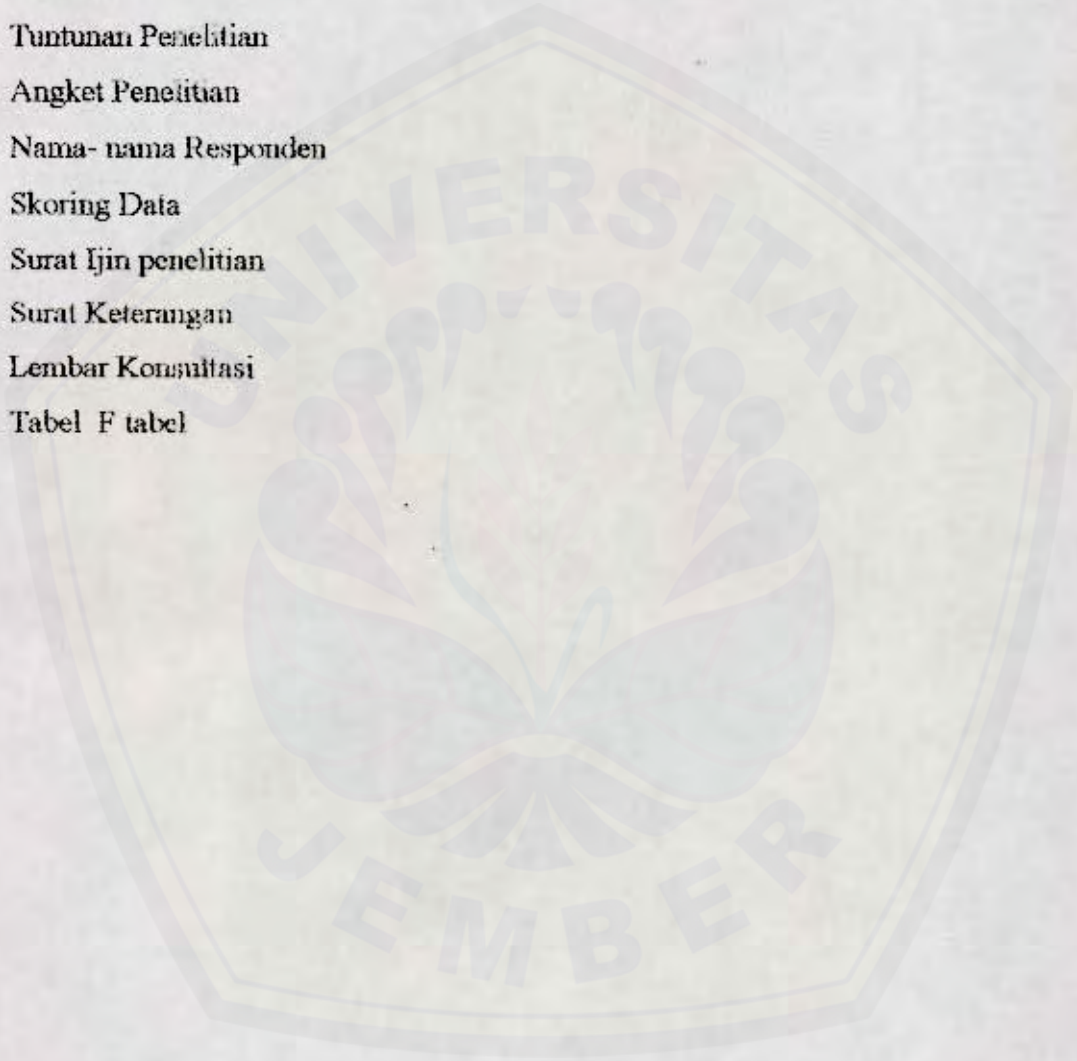 Tuntunan Penelitian
Angket Penelitian
Nama- nama Responden
Skoring Data
Surat Ijin penelitian
Surat Keterangan
Lembar Konsultasi
Tabel F tabel
UNIVERSITAS
JEMBER